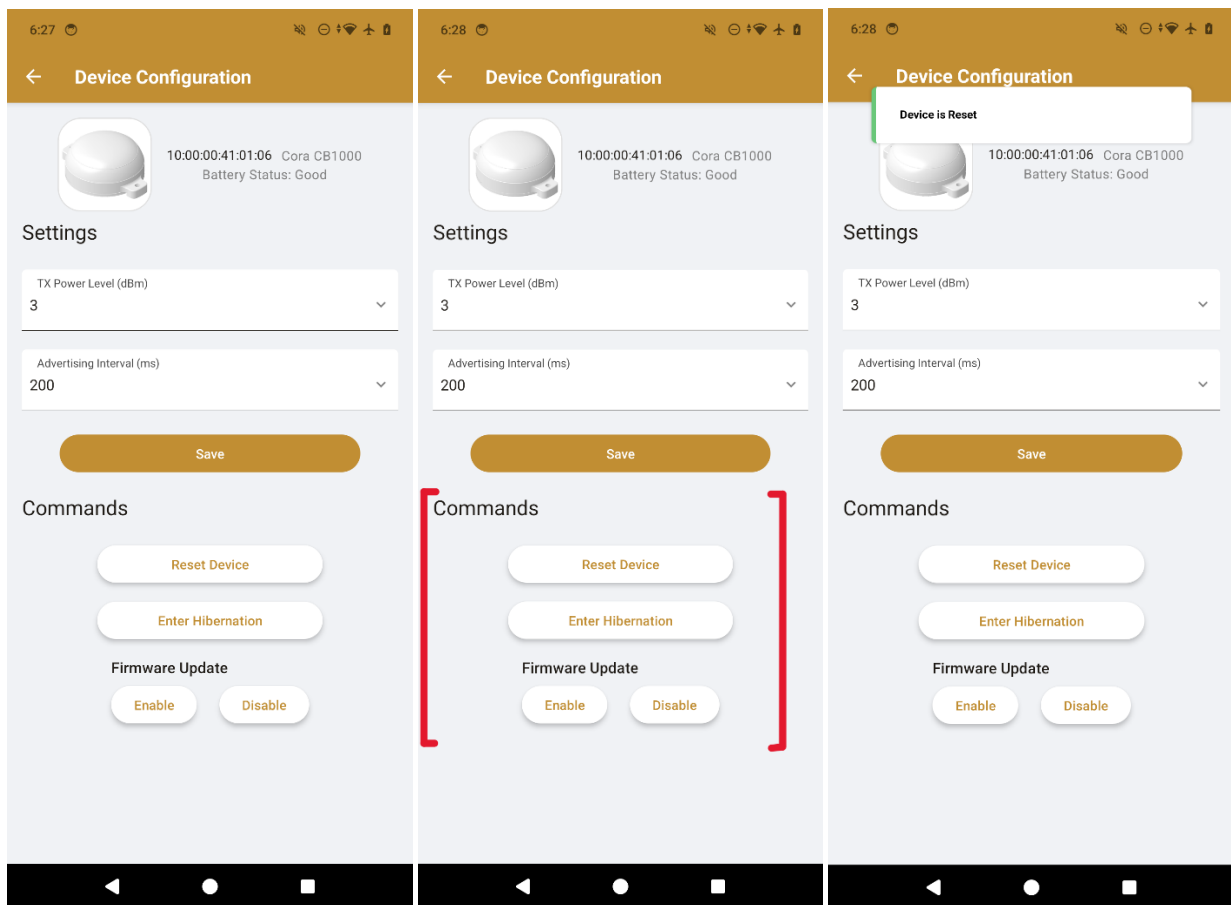 6:27
Device Configuration
10:00:00:41:01:06 Cora CB1000
Battery Status: Good
Settings
TX Power Level (dBm)
3
Advertising Interval (ms)
200
Save
Commands
Reset Device
Enter Hibernation
Firmware Update
Enable Disable
6:28
Device Configuration
10:00:00:41:01:06 Cora CB1000
Battery Status: Good
Settings
TX Power Level (dBm)
3
Advertising Interval (ms)
200
Save
Commands
Reset Device
Enter Hibernation
Firmware Update
Enable Disable
6:28
Device Configuration
Device is Reset
10:00:00:41:01:06 Cora CB1000
Battery Status: Good
Settings
TX Power Level (dBm)
3
Advertising Interval (ms)
200
Save
Commands
Reset Device
Enter Hibernation
Firmware Update
Enable Disable